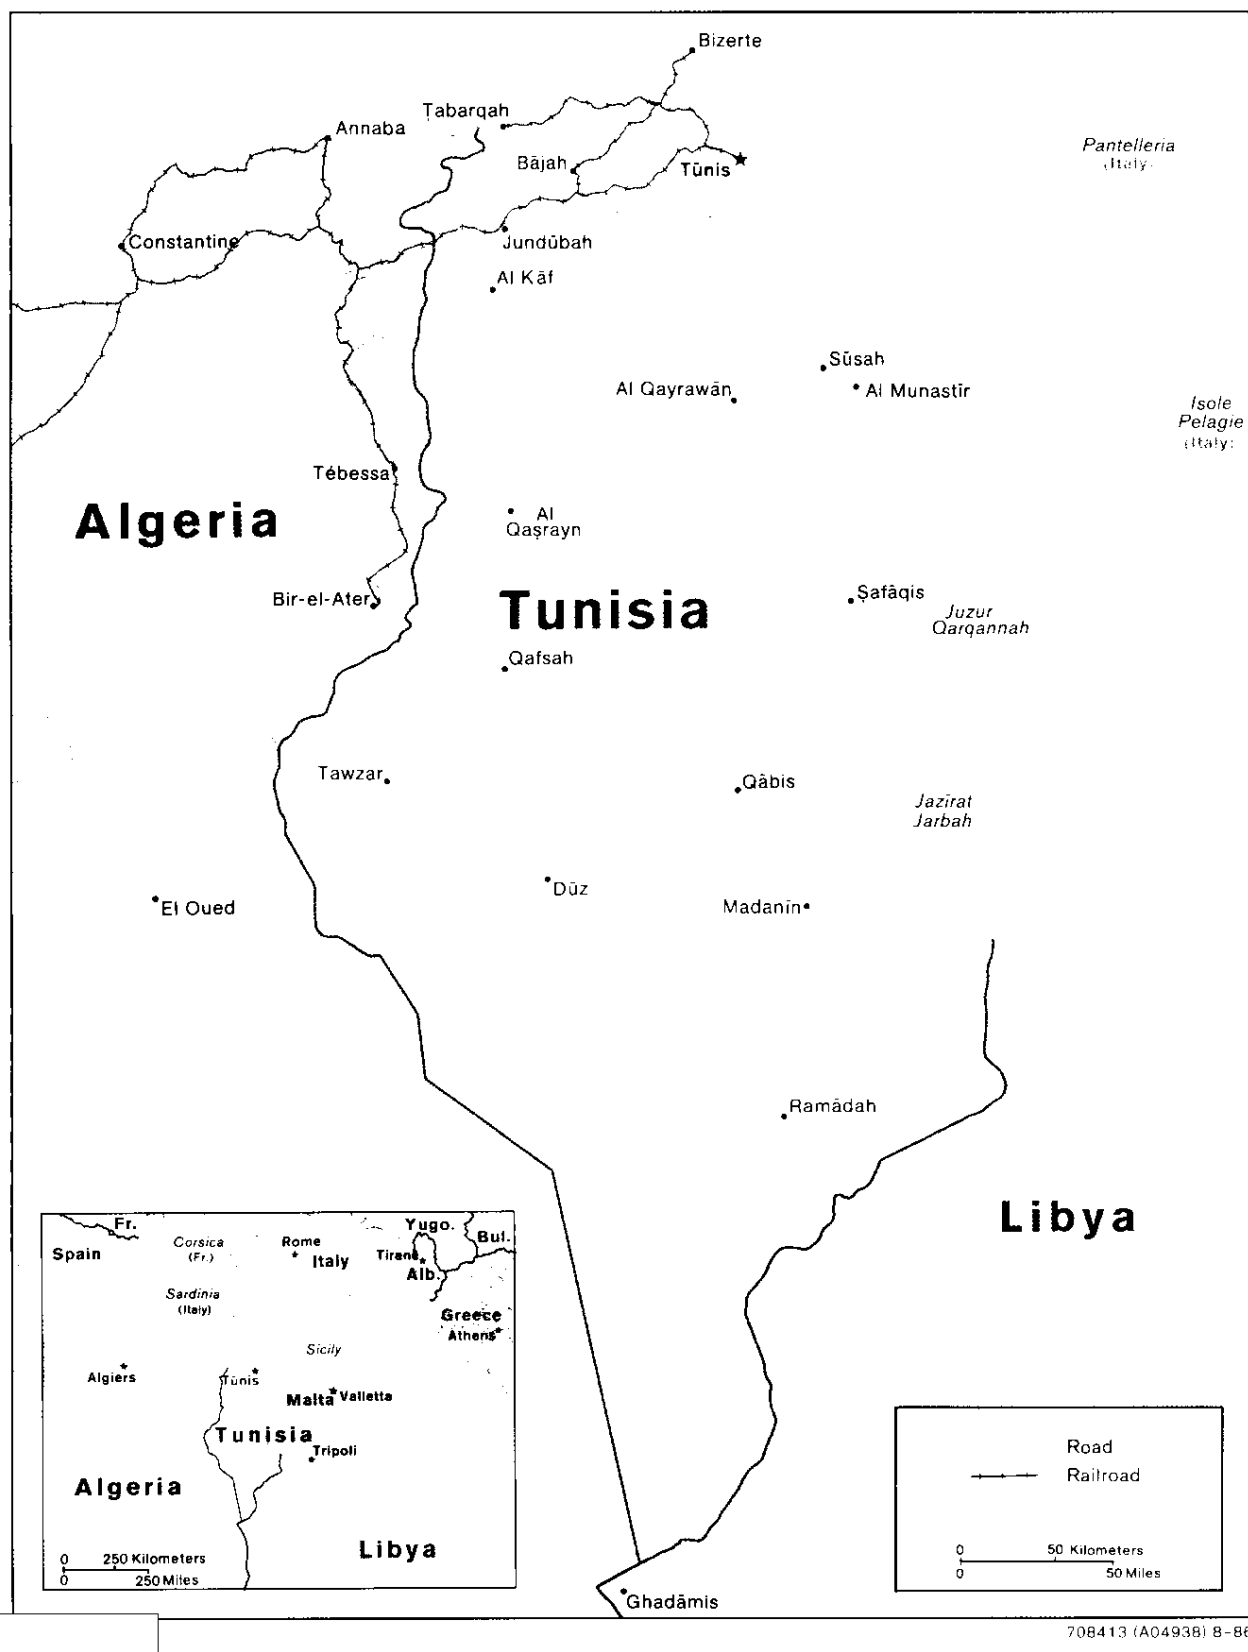 Bizerte
Tabarqah
Annaba
Pantelleria
(Italy)
Bājah
Tūnis
Constantine
Jundūbah
Al Kāf
Sūsah
Al Qayrawān
Al Munastīr
Isole
Pelagie
(Italy)
Tébessa
Algeria
Al
Qaşrayn
Bir-el-Ater
Tunisia
Şafāqis
Juzur
Qarqannah
Qafsah
Tawzar
Qābis
Jazīrat
Jarbah
Dūz
El Oued
Madanīn
Ramādah
Libya
Fr.
Spain
Corsica
(Fr.)
Rome
Italy
Yugo.
Bul.
Tiranë
Alb.
Sardinia
(Italy)
Greece
Athens
Sicily
Algiers
Tūnis
Malta
Valletta
Tunisia
Tripoli
Algeria
Libya
0 250 Kilometers
0 250 Miles
Road
Railroad
0 50 Kilometers
0 50 Miles
Ghadāmis
708413 (A04938) 8-86